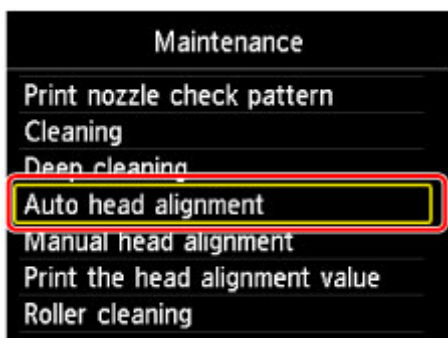 Maintenance
Print nozzle check pattern
Cleaning
Deep cleaning
Auto head alignment
Manual head alignment
Print the head alignment value
Roller cleaning